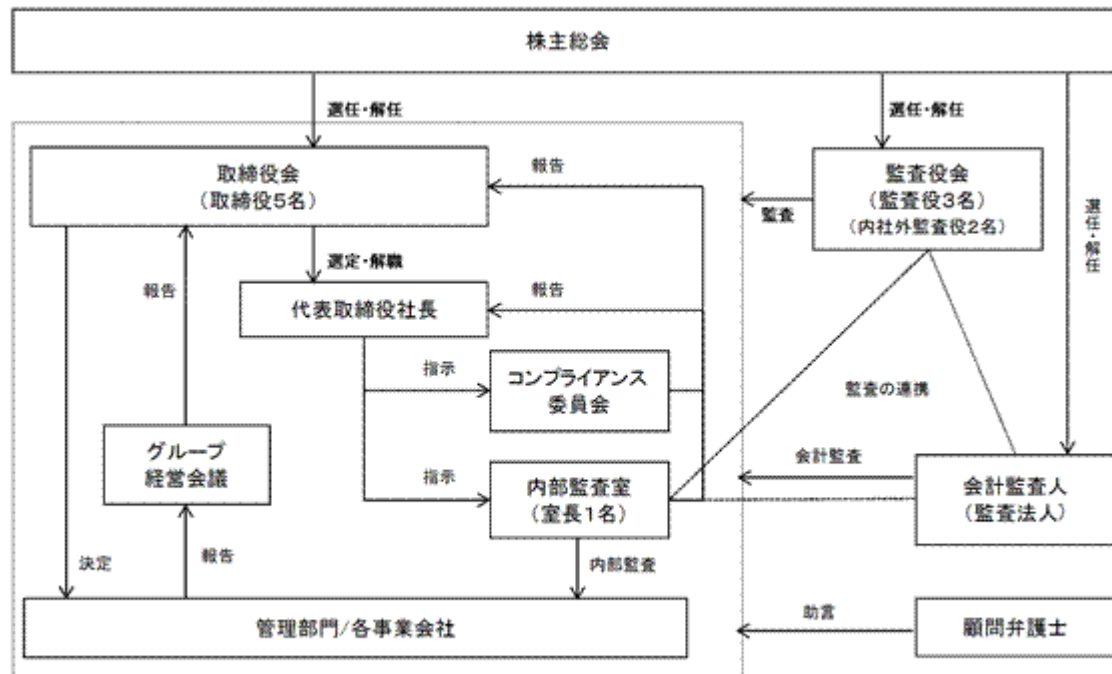 株主総会
選任・解任
選任・解任
選任・解任
取締役会
(取締役5名)
報告
監査役会
(監査役3名)
(内社外監査役2名)
監査
選定・解職
報告
代表取締役社長
報告
指示
コンプライアンス
委員会
監査の連携
グループ
経営会議
指示
内部監査室
(室長1名)
会計監査
会計監査人
(監査法人)
決定
報告
内部監査
管理部門/各事業会社
助言
顧問弁護士